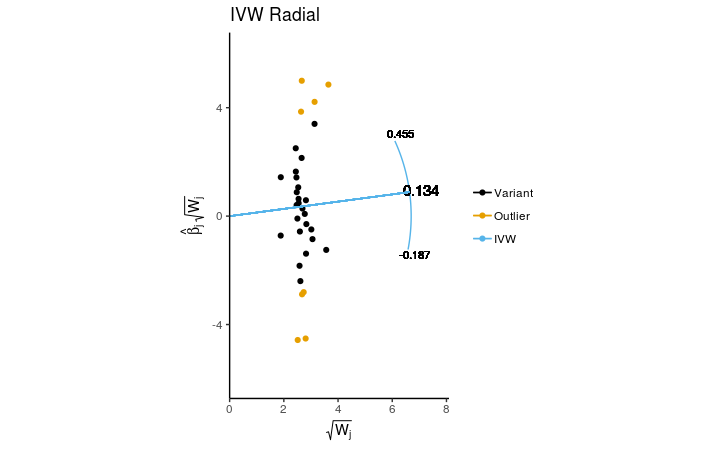 IVW Radial
β̂j√Wj
4
0
-4
0.455
0.134
-0.187
0 2 4 6 8
√Wj
Variant
Outlier
IVW